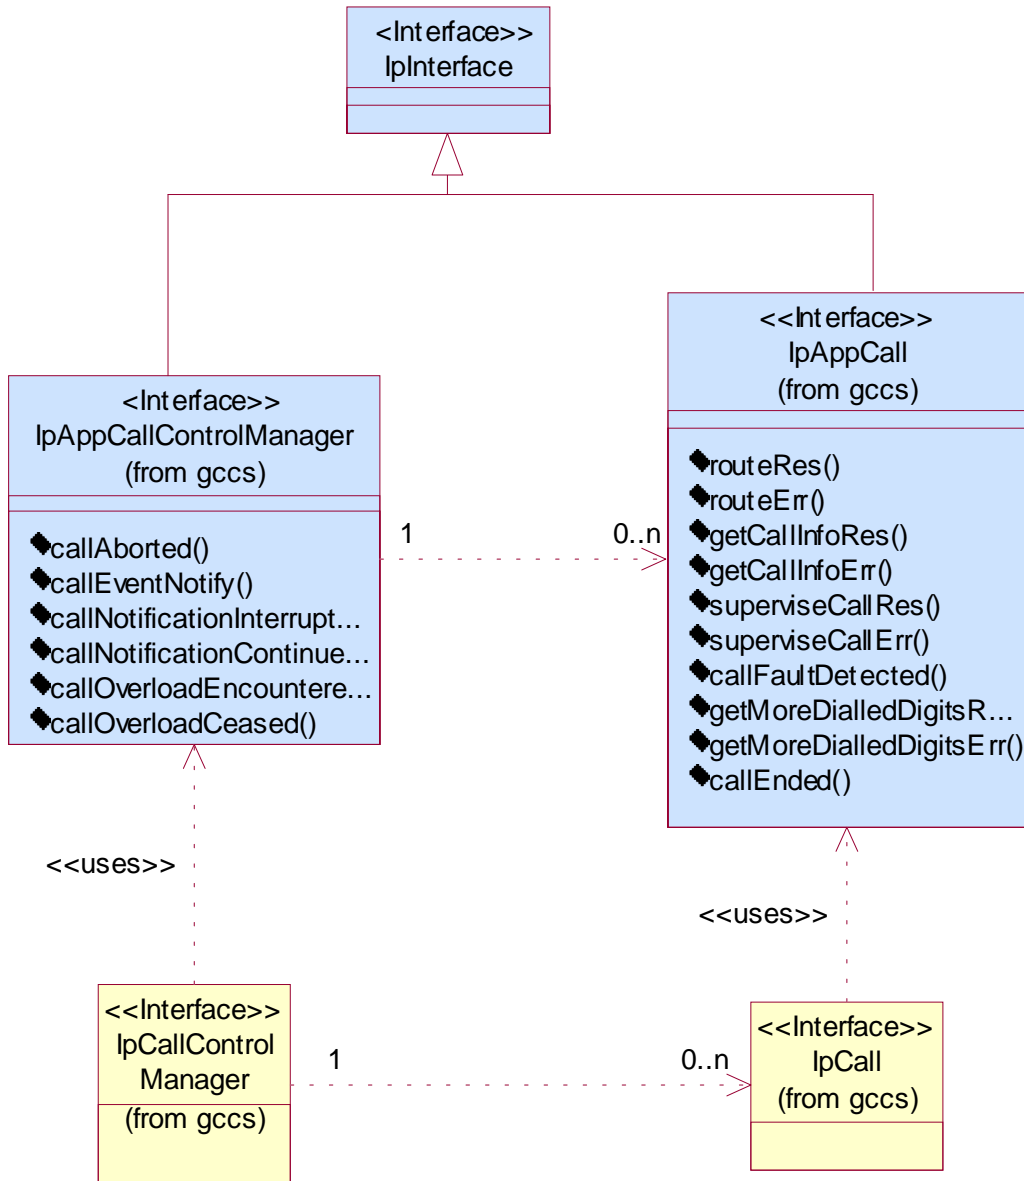 <Interface>>
IpInterface
<<Interface>>
IpAppCall
(from gccs)
routeRes()
routeErr()
getCallInfoRes()
getCallInfoErr()
superviseCallRes()
superviseCallErr()
callFaultDetected()
getMoreDialledDigitsR...
getMoreDialledDigitsErr()
callEnded()
<Interface>>
IpAppCallControlManager
(from gccs)
callAborted()
callEventNotify()
callNotificationInterrupt...
callNotificationContinue...
callOverloadEncountere...
callOverloadCeased()
1
0..n
<<uses>>
<<uses>>
<<Interface>>
IpCallControl
Manager
(from gccs)
1
0..n
<<Interface>>
IpCall
(from gccs)